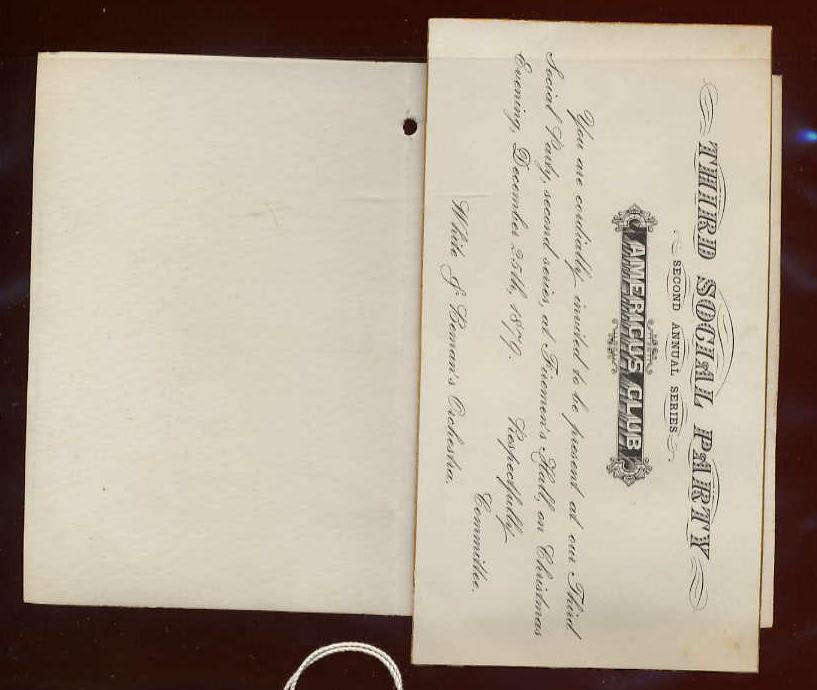 THIRD SOCIAL PARTY
SECOND ANNUAL SERIES
AMERICUS CLUB
You are cordially invited to be present at our Third
Social Party, second series, at Firemen's Hall, on Christmas
Evening, December 25th, 1879.
Respectfully
Committee.
White & Beman's Orchestra.